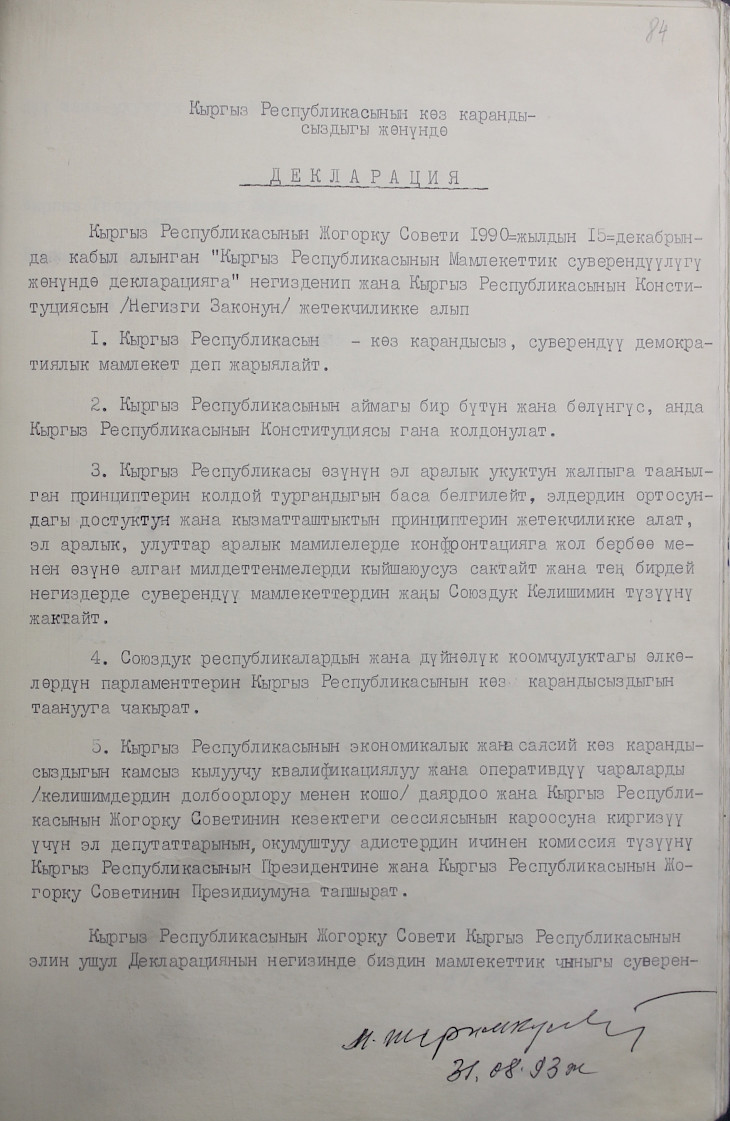 84
Кыргыз Республикасынын көз каранды-
сыздыгы жөнүндө
ДЕКЛАРАЦИЯ
Кыргыз Республикасынын Жогорку Совети 1990=жылдын 15=декабрын-
да кабыл алынган "Кыргыз Республикасынын Мамлекеттик суверендүүлүгү
жөнүндө декларацияга" негизденип жана Кыргыз Республикасынын Консти-
туциясын /Негизги Законун/ жетекчиликке алып
1. Кыргыз Республикасын - көз карандысыз, суверендүү демокра-
тиялык мамлекет деп жарыялайт.
2. Кыргыз Республикасынын аймагы бир бүтүн жана бөлүнгүс, анда
Кыргыз Республикасынын Конституциясы гана колдонулат.
3. Кыргыз Республикасы өзүнүн эл аралык укуктун жалпыга тааныл-
ган принциптерин колдой тургандыгын баса белгилейт, элдердин ортосун-
дагы достуктун жана кызматташтыктын принциптерин жетекчиликке алат,
эл аралык, улуттар аралык мамилелерде конфронтацияга жол бербөө ме-
нен өзүнө алган милдеттенмелерди кыйшаюусуз сактайт жана тең бирдей
негиздерде суверендүү мамлекеттердин жаңы Союздук Келишимин түзүүнү
жактайт.
4. Союздук республикалардын жана дүйнөлүк коомчулуктагы өлкө-
лөрдүн парламенттерин Кыргыз Республикасынын көз карандысыздыгын
таанууга чакырат.
5. Кыргыз Республикасынын экономикалык жана саясий көз каранды-
сыздыгын камсыз кылуучу квалификациялуу жана оперативдүү чараларды
/келишимдердин долбоорлору менен кошо/ даярдоо жана Кыргыз Республи-
касынын Жогорку Советинин кезектеги сессиясынын кароосуна киргизүү
үчүн эл депутаттарынын, окумуштуу адистердин ичинен комиссия түзүүнү
Кыргыз Республикасынын Президентине жана Кыргыз Республикасынын Жо-
горку Советинин Президиумуна тапшырат.
Кыргыз Республикасынын Жогорку Совети Кыргыз Республикасынын
элин ушул Декларациянын негизинде биздин мамлекеттик чыныгы суверен-
31.08.93ж